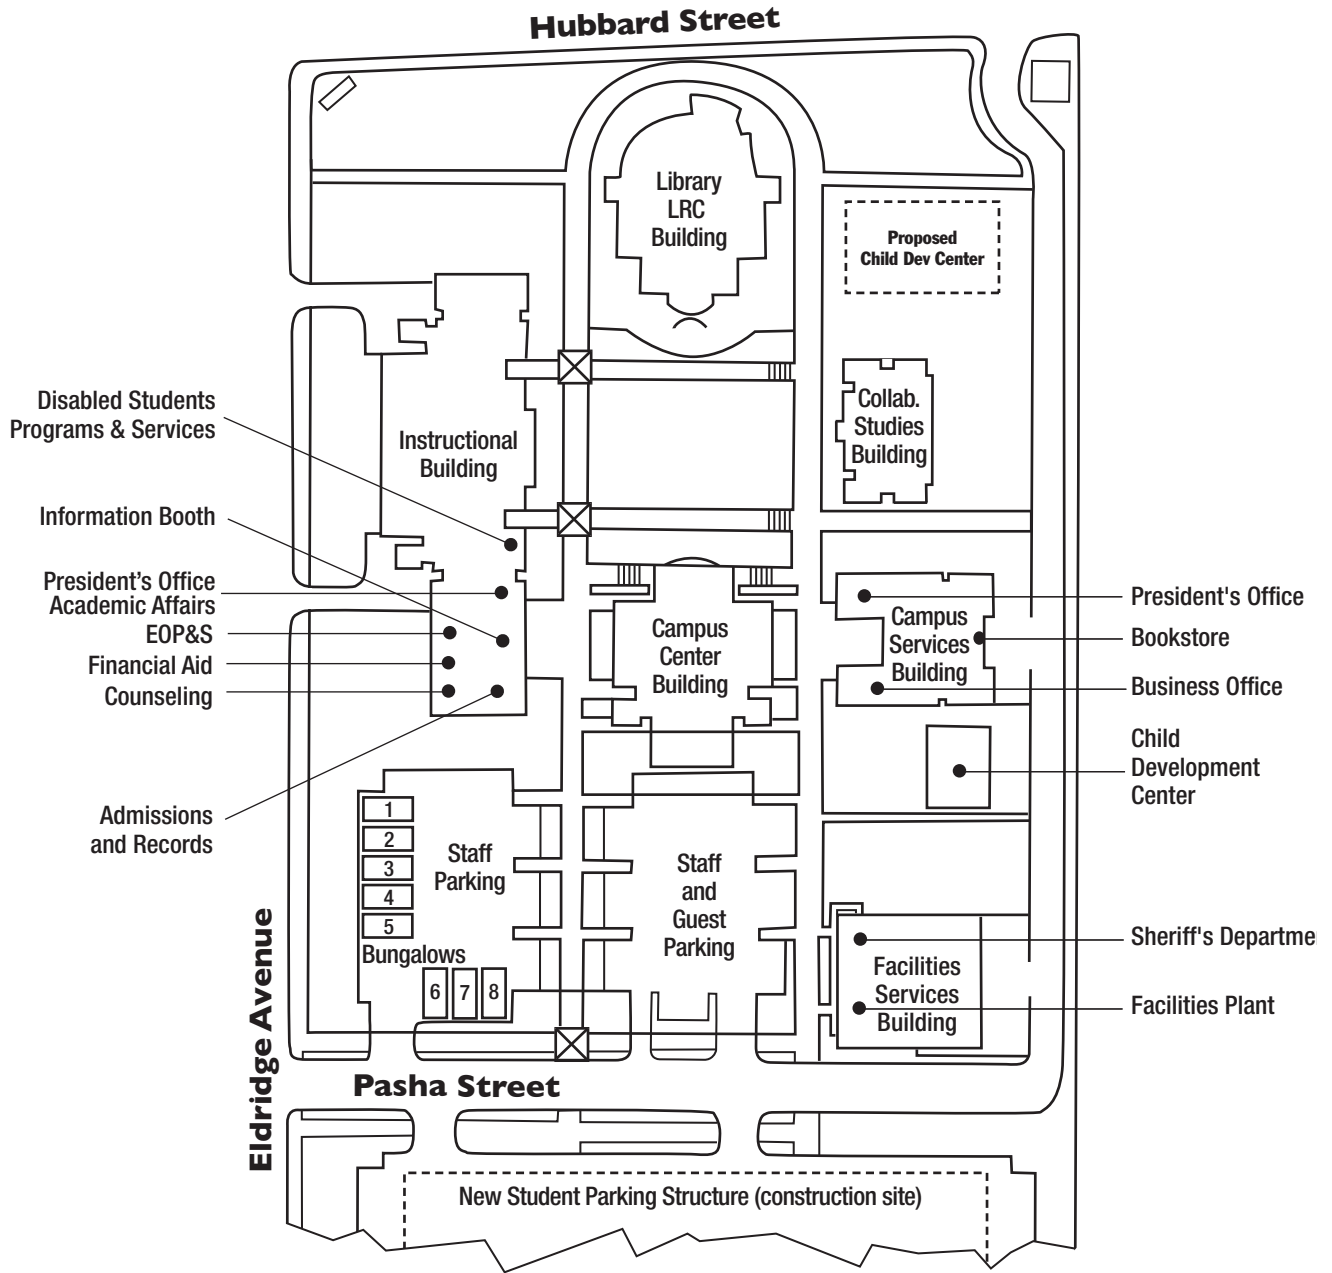 Hubbard Street
Library
LRC
Building
Proposed
Child Dev Center
Disabled Students
Programs & Services
Instructional
Building
Collab.
Studies
Building
Information Booth
President’s Office
Academic Affairs
EOP&S
Financial Aid
Counseling
Campus
Center
Building
Campus
Services
Building
President's Office
Bookstore
Business Office
Child
Development
Center
Admissions
and Records
1
2
3
4
5
Bungalows
6 7 8
Staff
Parking
Staff
and
Guest
Parking
Sheriff's Departme
Facilities
Services
Building
Facilities Plant
Eldridge Avenue
Pasha Street
New Student Parking Structure (construction site)